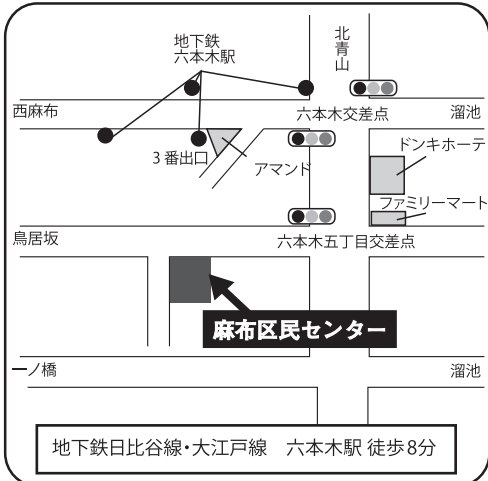 北青山
地下鉄
六本木駅
西麻布
六本木交差点
溜池
3番出口
アマンド
ドンキホーテ
ファミリーマート
鳥居坂
六本木五丁目交差点
麻布区民センター
一ノ橋
溜池
地下鉄日比谷線・大江戸線　六本木駅 徒歩8分